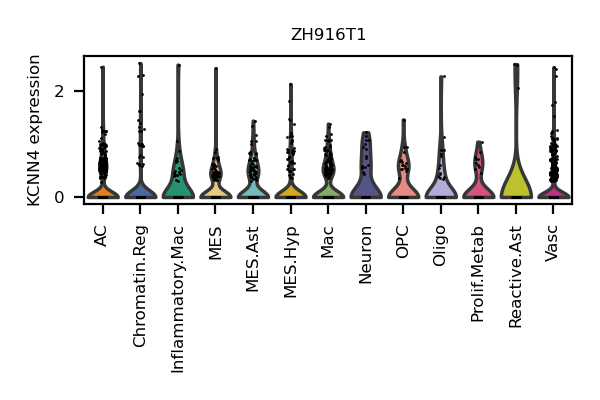 ZH916T1
KCNN4 expression
2
0
AC
Chromatin.Reg
Inflammatory.Mac
MES
MES.Ast
MES.Hyp
Mac
Neuron
OPC
Oligo
Prolif.Metab
Reactive.Ast
Vasc